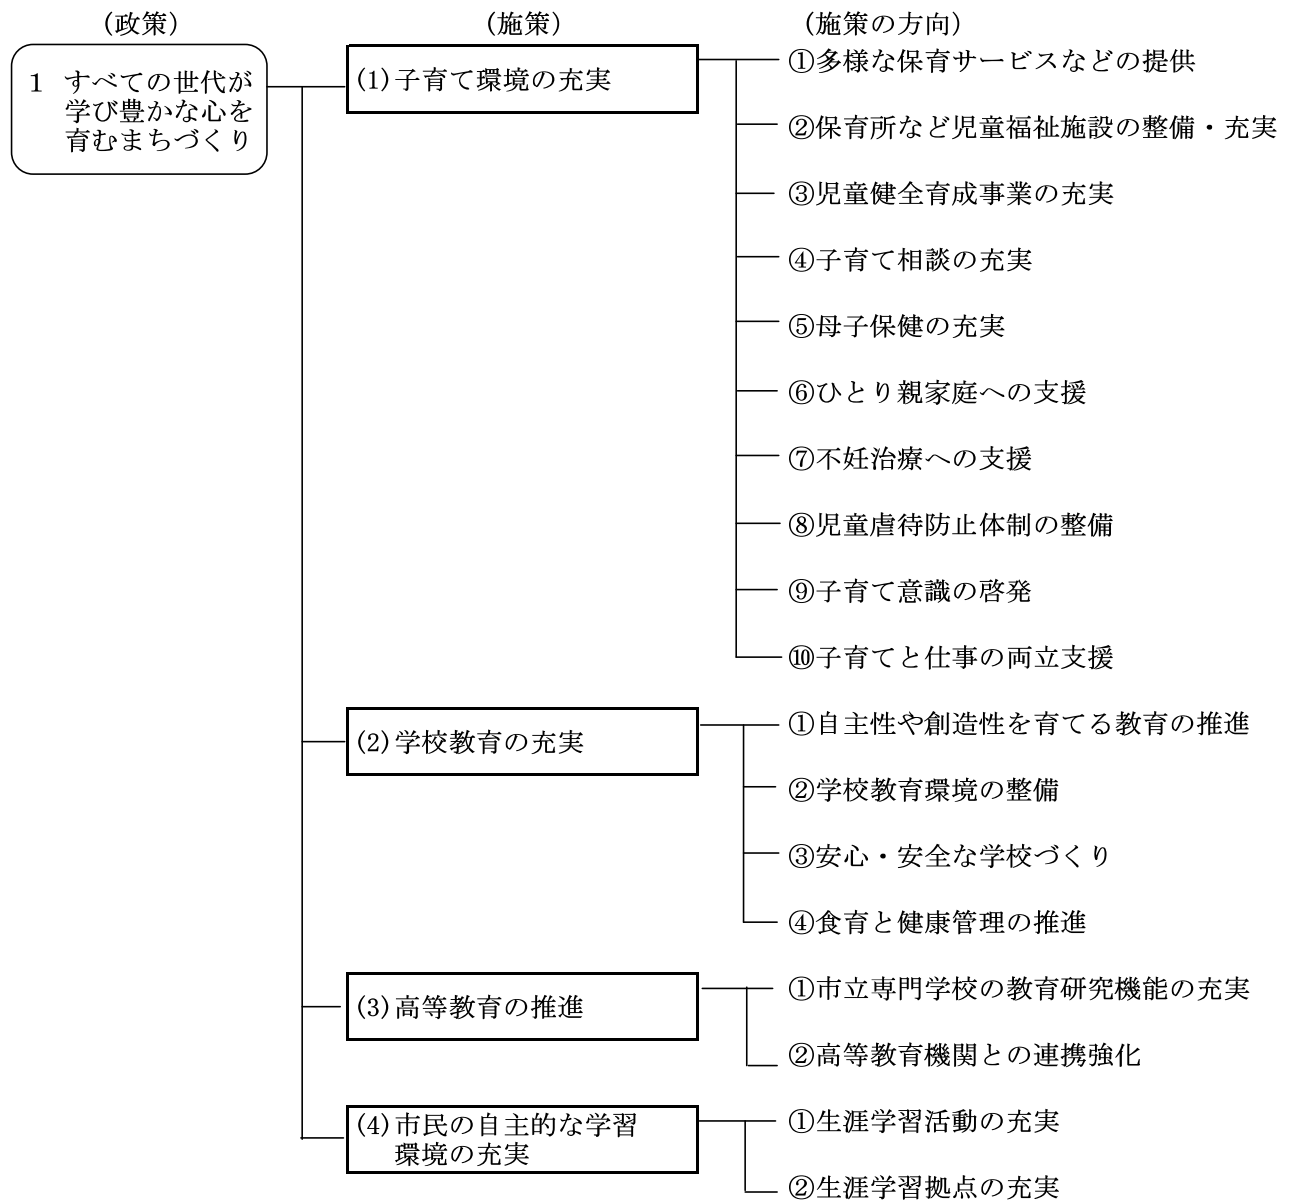 （政策）
（施策）
（施策の方向）
１ すべての世代が
学び豊かな心を
育むまちづくり
(1)子育て環境の充実
①多様な保育サービスなどの提供
②保育所など児童福祉施設の整備・充実
③児童健全育成事業の充実
④子育て相談の充実
⑤母子保健の充実
⑥ひとり親家庭への支援
⑦不妊治療への支援
⑧児童虐待防止体制の整備
⑨子育て意識の啓発
⑩子育てと仕事の両立支援
(2)学校教育の充実
①自主性や創造性を育てる教育の推進
②学校教育環境の整備
③安心・安全な学校づくり
④食育と健康管理の推進
(3)高等教育の推進
①市立専門学校の教育研究機能の充実
②高等教育機関との連携強化
(4)市民の自主的な学習
環境の充実
①生涯学習活動の充実
②生涯学習拠点の充実